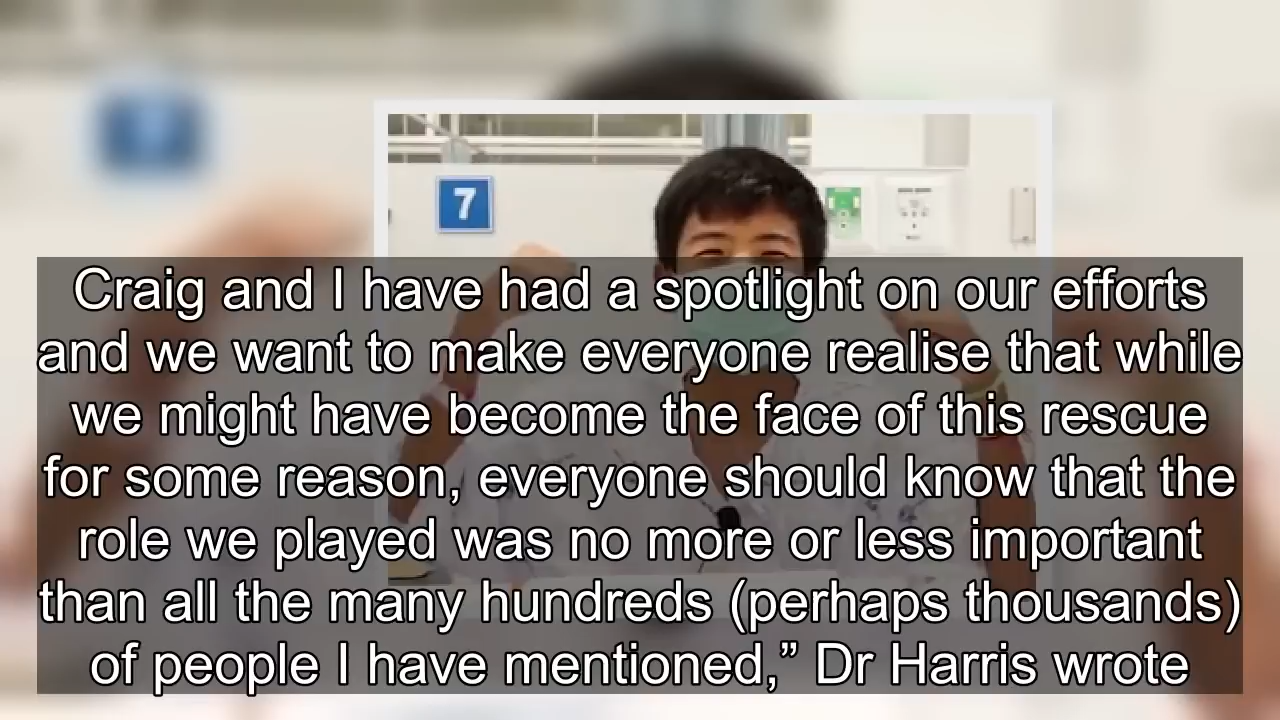 7
Craig and I have had a spotlight on our efforts
and we want to make everyone realise that while
we might have become the face of this rescue
for some reason, everyone should know that the
role we played was no more or less important
than all the many hundreds (perhaps thousands)
of people I have mentioned,” Dr Harris wrote